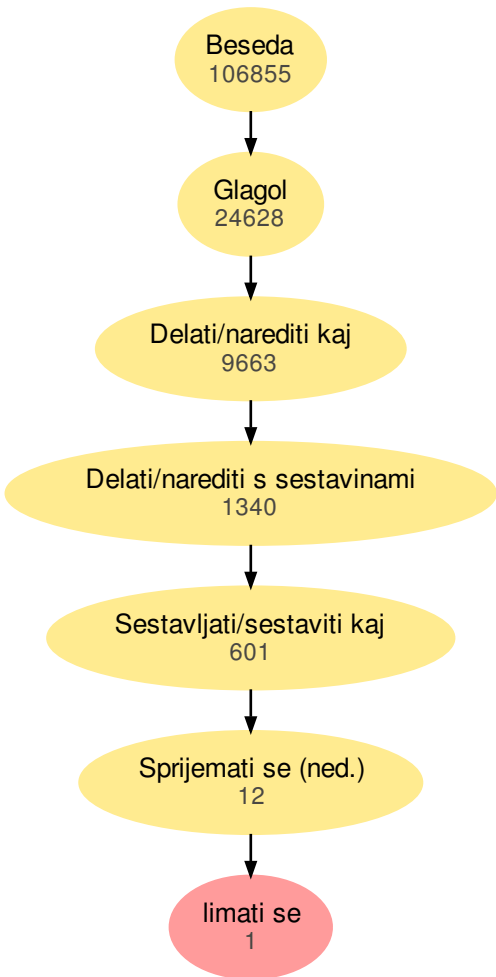 Beseda
106855
Glagol
24628
Delati/narediti kaj
9663
Delati/narediti s sestavinami
1340
Sestavljati/sestaviti kaj
601
Sprijemati se (ned.)
12
limati se
1